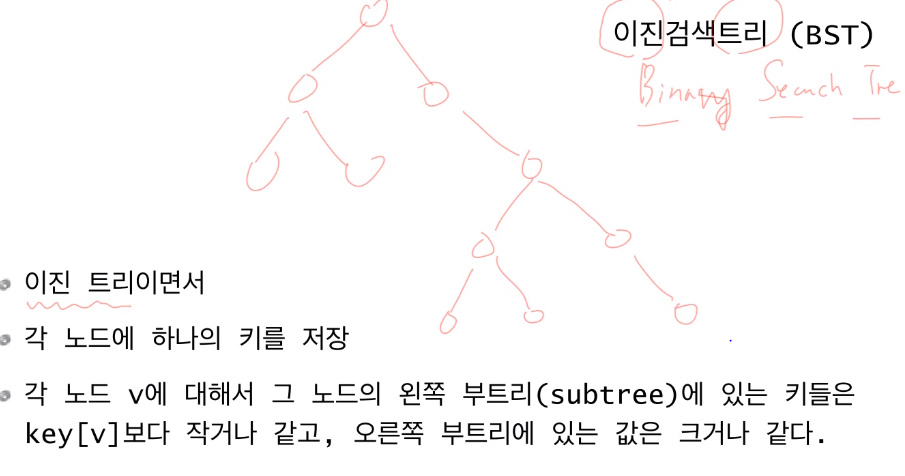 이진검색트리 (BST)
Binary Search Tre
이진 트리이면서
각 노드에 하나의 키를 저장
각 노드 v에 대해서 그 노드의 왼쪽 부트리(subtree)에 있는 키들은
key[v]보다 작거나 같고, 오른쪽 부트리에 있는 값은 크거나 같다.